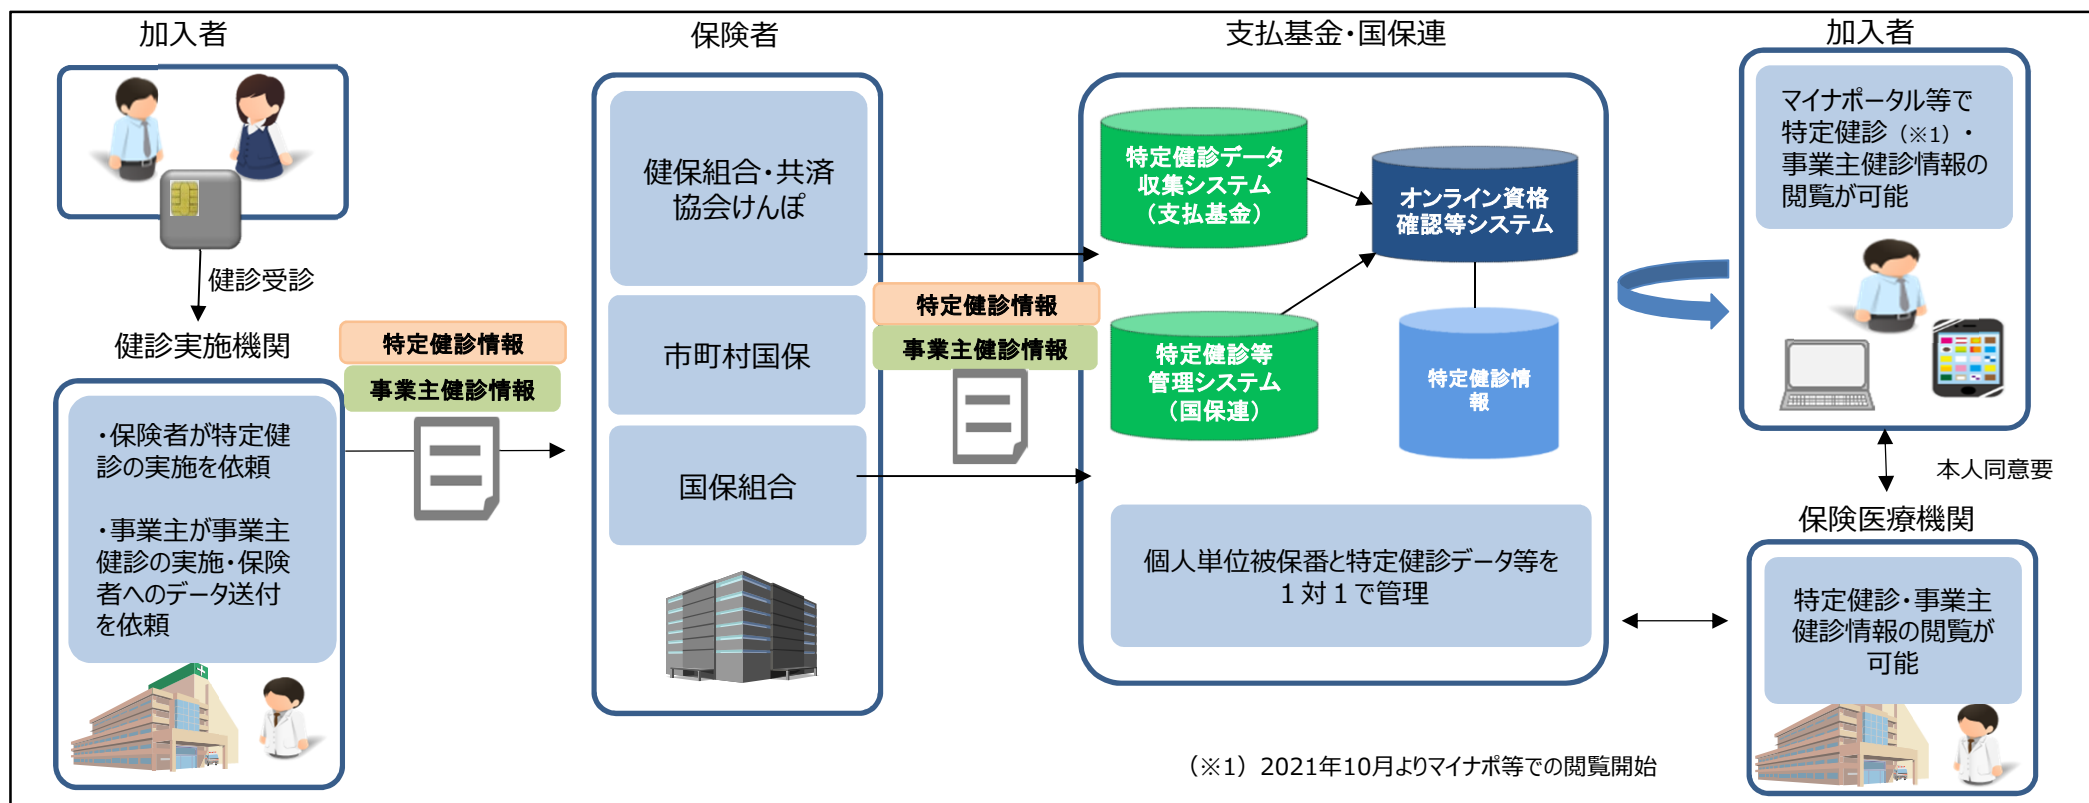 加入者
健診受診
健診実施機関
・保険者が特定健
診の実施を依頼
・事業主が事業主
健診の実施・保険
者へのデータ送付
を依頼
特定健診情報
事業主健診情報
保険者
健保組合・共済
協会けんぽ
市町村国保
国保組合
特定健診情報
事業主健診情報
支払基金・国保連
特定健診データ
収集システム
（支払基金）
オンライン資格
確認等システム
特定健診等
管理システム
（国保連）
特定健診情
報
個人単位被保番と特定健診データ等を
１対１で管理
（※1）2021年10月よりマイナポ等での閲覧開始
加入者
マイナポータル等で
特定健診（※1）・
事業主健診情報の
閲覧が可能
本人同意要
保険医療機関
特定健診・事業主
健診情報の閲覧が
可能